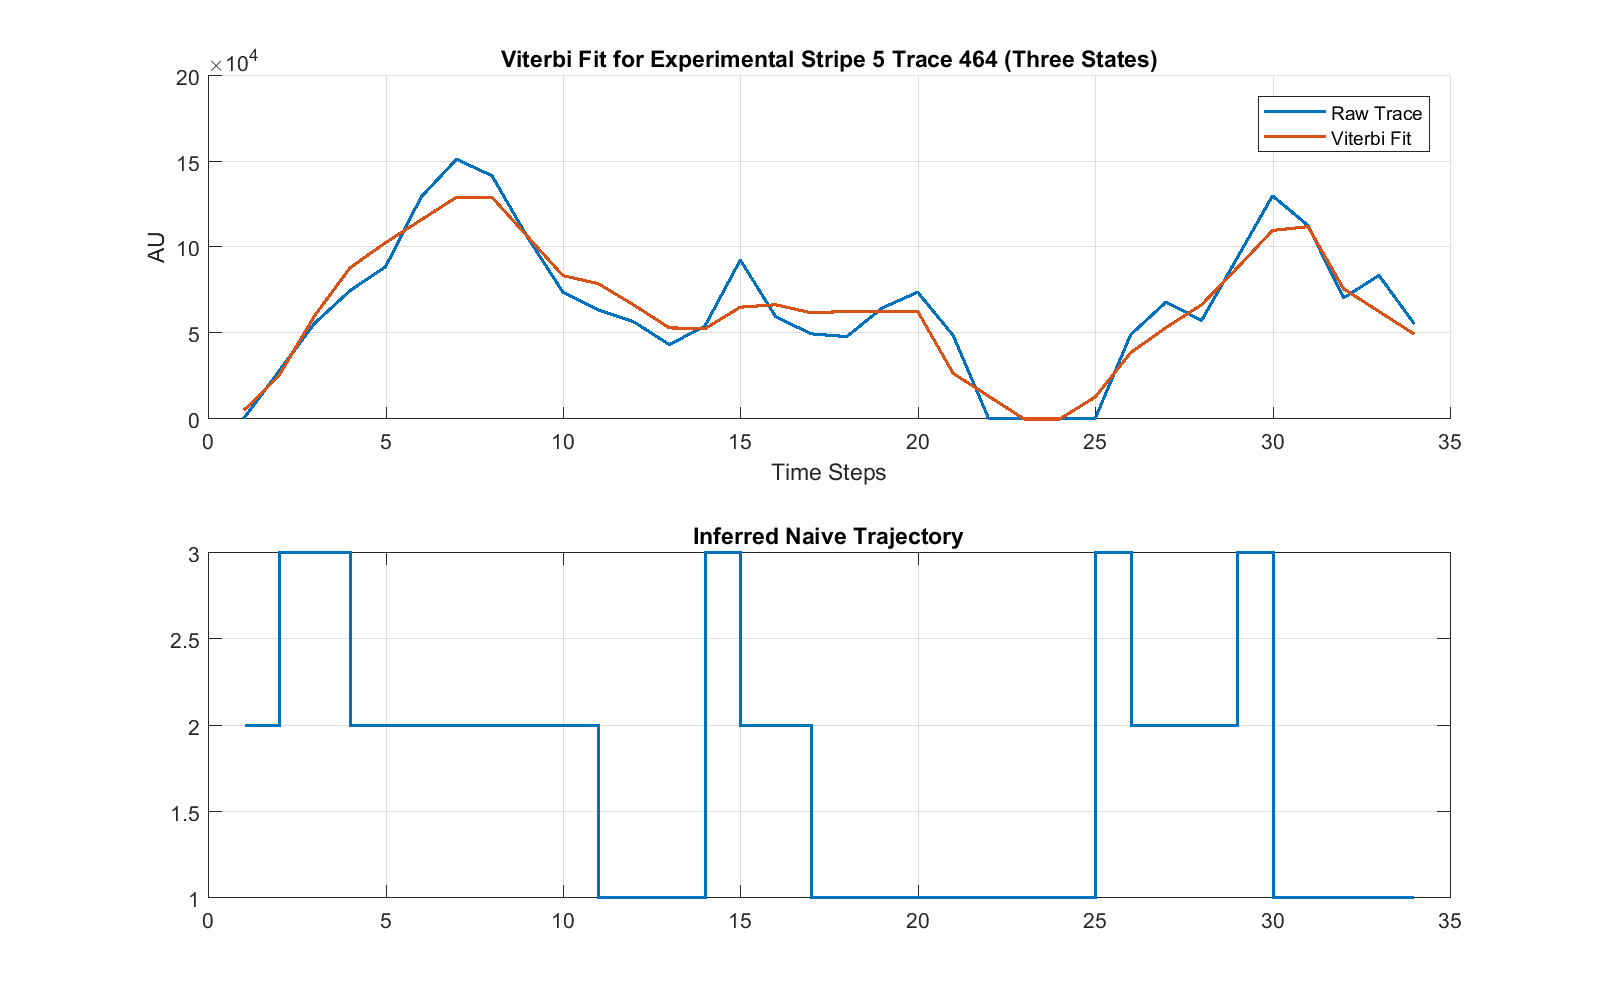 Viterbi Fit for Experimental Stripe 5 Trace 464 (Three States)
×10⁴
20
15
10
5
0
AU
Raw Trace
Viterbi Fit
0 5 10 15 20 25 30 35
Time Steps
Inferred Naive Trajectory
3
2.5
2
1.5
1
0 5 10 15 20 25 30 35